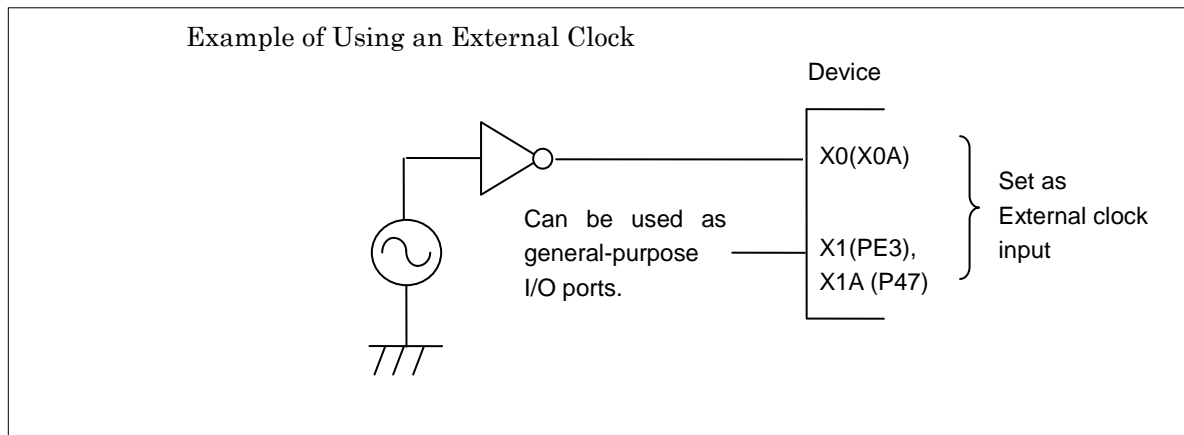 Example of Using an External Clock
Device
X0(X0A)
Set as
External clock
input
Can be used as
general-purpose
I/O ports.
X1(PE3),
X1A (P47)